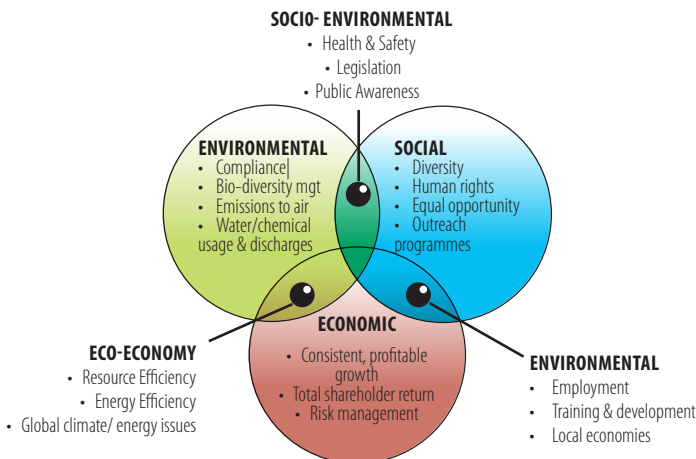 SOCIO- ENVIRONMENTAL
• Health & Safety
• Legislation
• Public Awareness
ENVIRONMENTAL
• Compliance|
• Bio-diversity mgt
• Emissions to air
• Water/chemical
usage & discharges
SOCIAL
• Diversity
• Human rights
• Equal opportunity
• Outreach
programmes
ECONOMIC
• Consistent, profitable
growth
• Total shareholder return
• Risk management
ECO-ECONOMY
• Resource Efficiency
• Energy Efficiency
• Global climate/ energy issues
ENVIRONMENTAL
• Employment
• Training & development
• Local economies